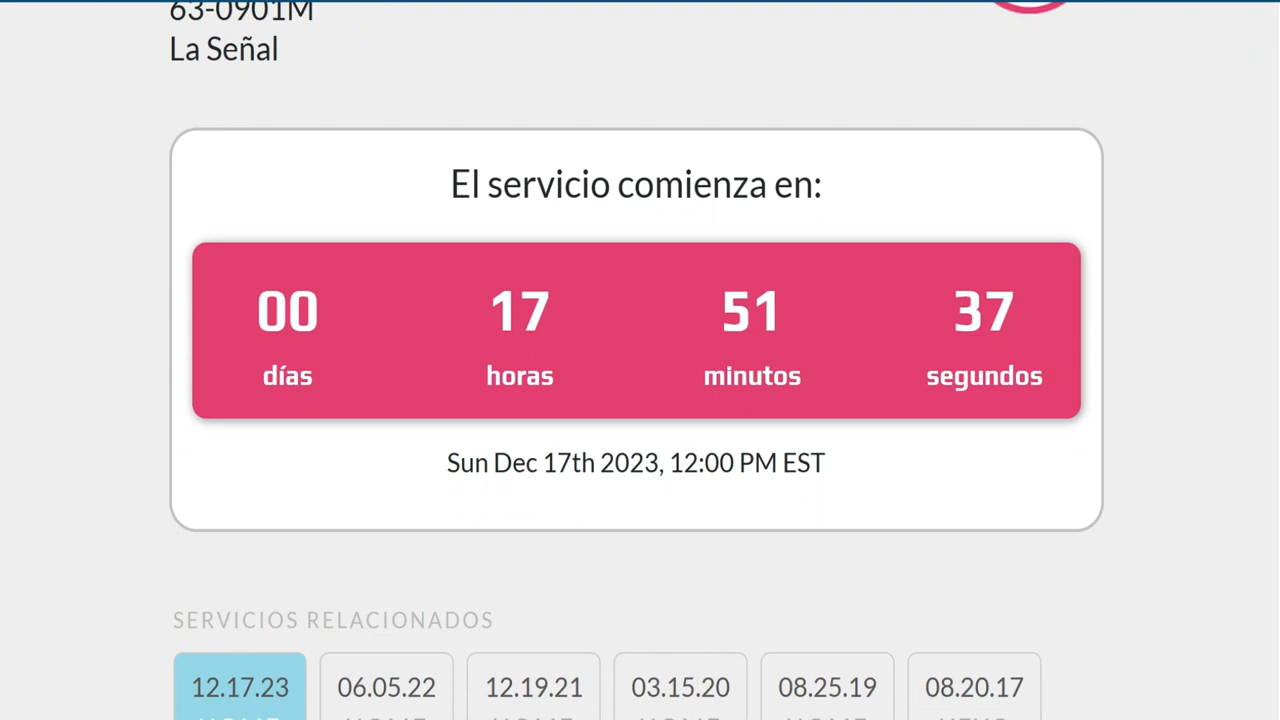 63-0901M
La Señal
El servicio comienza en:
00 17 51 37
días horas minutos segundos
Sun Dec 17th 2023, 12:00 PM EST
SERVICIOS RELACIONADOS
12.17.23 06.05.22 12.19.21 03.15.20 08.25.19 08.20.17